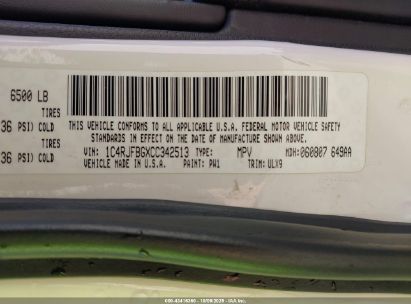 6500 LB
TIRES
36 PSI) COLD
TIRES
36 PSI) COLD
THIS VEHICLE CONFORMS TO ALL APPLICABLE U.S.A. FEDERAL MOTOR VEHICLE SAFETY
STANDARDS IN EFFECT ON THE DATE OF MANUFACTURE SHOWN ABOVE.
VIN: 1C4RJFBGXCC342513 TYPE: MPV MDH: 060807 649AA
VEHICLE MADE IN U.S.A. PAINT: PW1 TRIM: ULX9